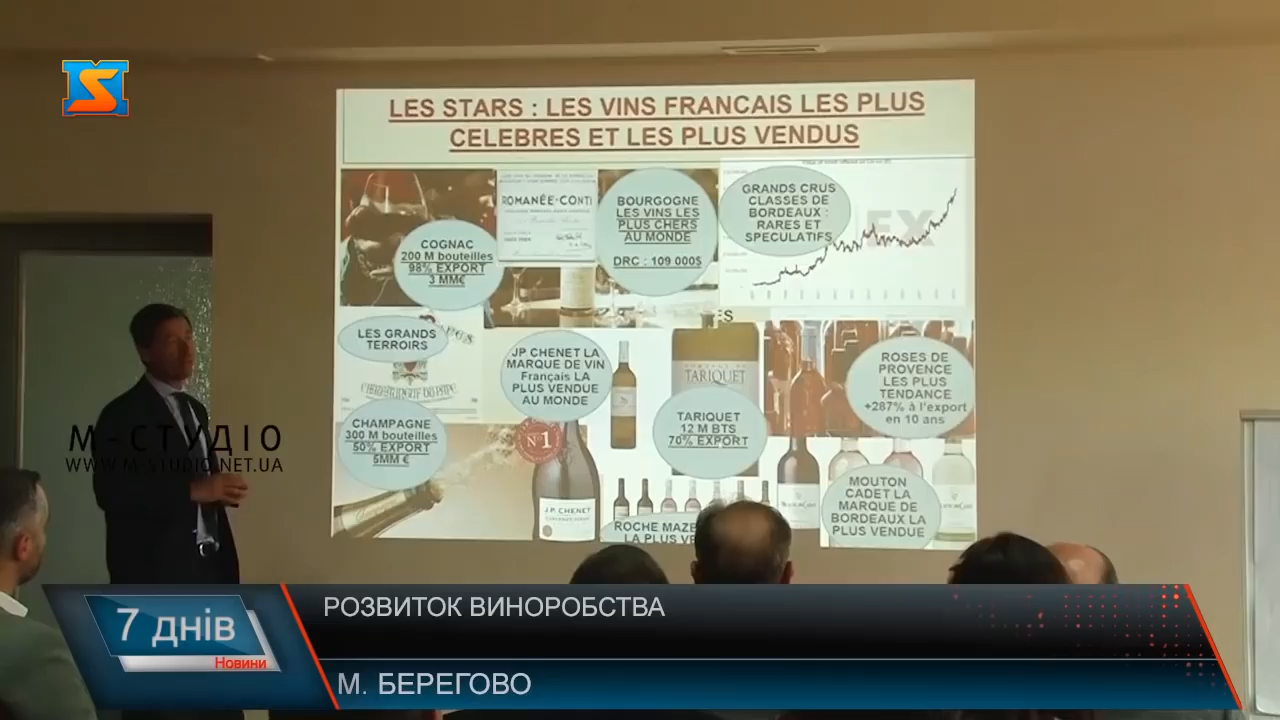 LES STARS : LES VINS FRANCAIS LES PLUS
CELEBRES ET LES PLUS VENDUS
ROMANÉE-CONTI
BOURGOGNE
LES VINS LES
PLUS CHERS
AU MONDE
DRC : 109 000$
GRANDS CRUS
CLASSES DE
BORDEAUX :
RARES ET
SPECULATIFS
EX
COGNAC
200 M bouteilles
98% EXPORT
3 MM€
LES GRANDS
TERROIRS
JP CHENET LA
MARQUE DE VIN
Français LA
PLUS VENDUE
AU MONDE
TARIQUET
TARIQUET
12 M BTS
70% EXPORT
ROSES DE
PROVENCE
LES PLUS
TENDANCE
+287% à l'export
en 10 ans
CHAMPAGNE
300 M bouteilles
50% EXPORT
5MM €
N°1
J.P. CHENET
ROCHE MAZE
LA PLUS VE
MOUTON
CADET LA
MARQUE DE
BORDEAUX LA
PLUS VENDUE
М-СТУДІО
WWW.M-STUDIO.NET.UA
7 днів
Новини
РОЗВИТОК ВИНОРОБСТВА
М. БЕРЕГОВО